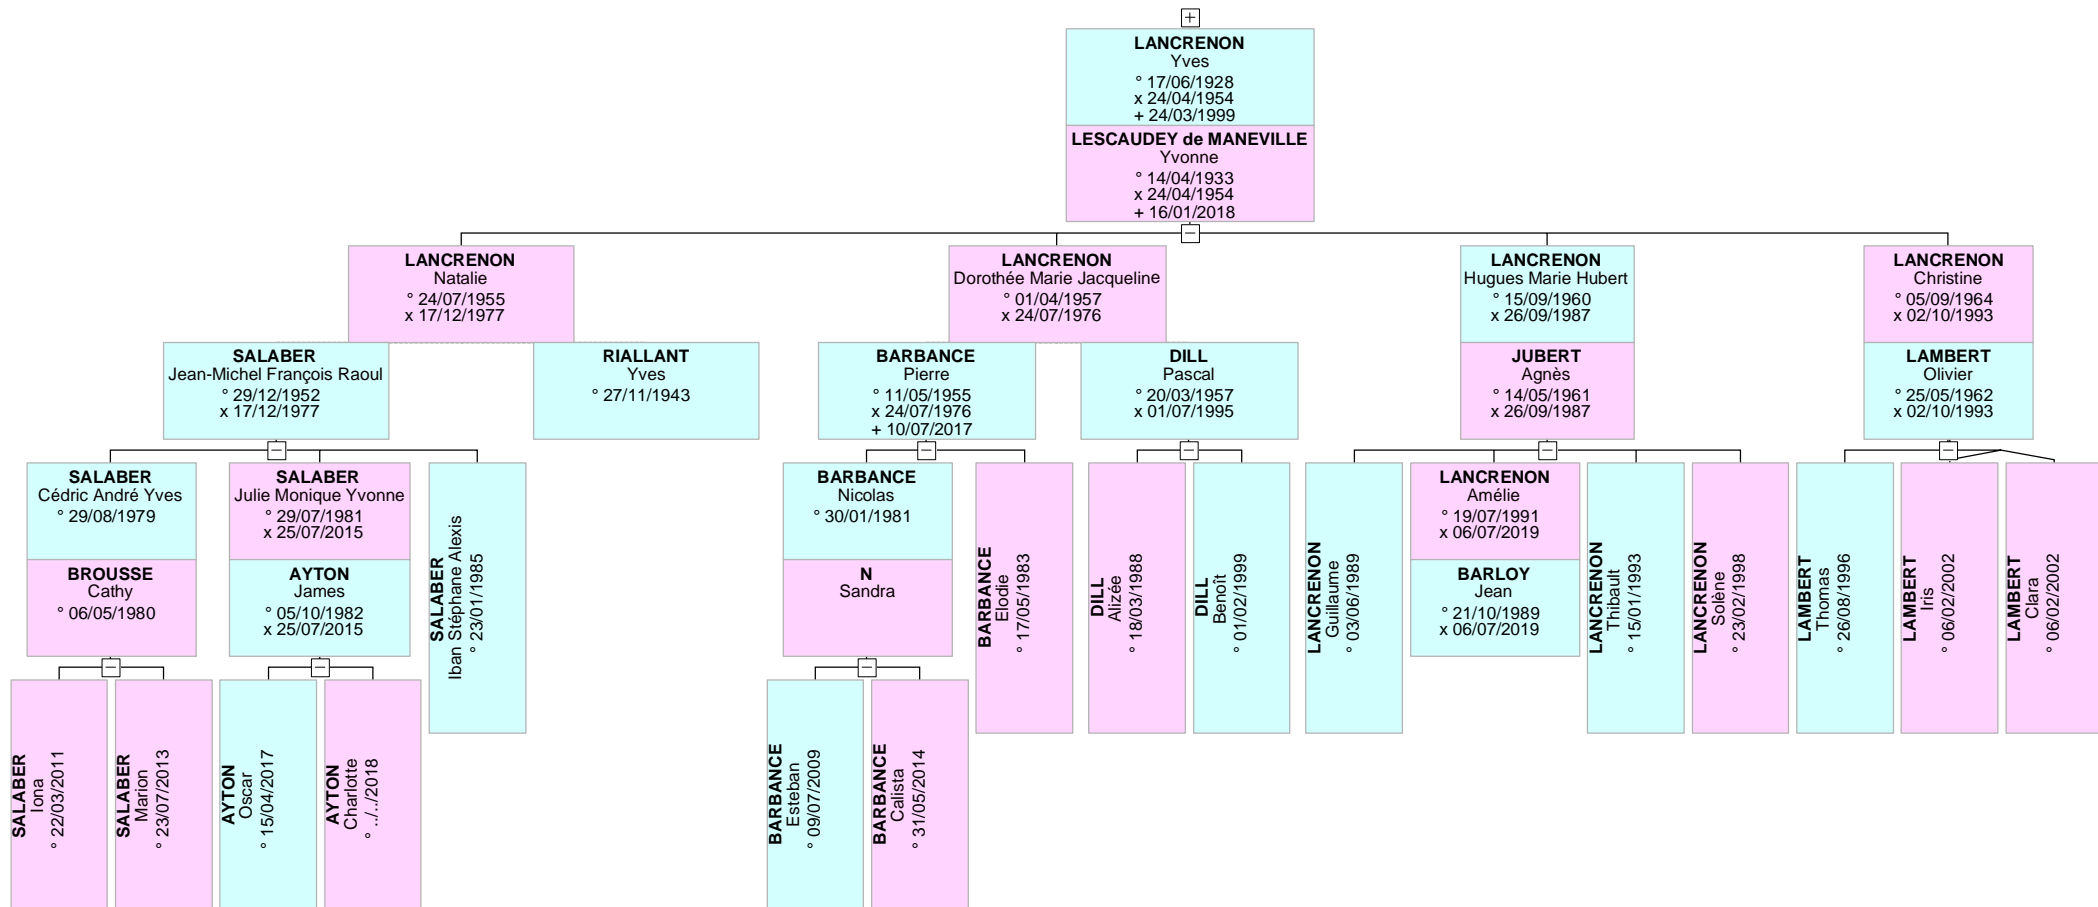 LANCRENON
Yves
° 17/06/1928
x 24/04/1954
+ 24/03/1999
LESCAUDEY de MANEVILLE
Yvonne
° 14/04/1933
x 24/04/1954
+ 16/01/2018
LANCRENON
Natalie
° 24/07/1955
x 17/12/1977
LANCRENON
Dorothée Marie Jacqueline
° 01/04/1957
x 24/07/1976
LANCRENON
Hugues Marie Hubert
° 15/09/1960
x 26/09/1987
LANCRENON
Christine
° 05/09/1964
x 02/10/1993
SALABER
Jean-Michel François Raoul
° 29/12/1952
x 17/12/1977
RIALLANT
Yves
° 27/11/1943
BARBANCE
Pierre
° 11/05/1955
x 24/07/1976
+ 10/07/2017
DILL
Pascal
° 20/03/1957
x 01/07/1995
JUBERT
Agnès
° 14/05/1961
x 26/09/1987
LAMBERT
Olivier
° 25/05/1962
x 02/10/1993
SALABER
Cédric André Yves
° 29/08/1979
BROUSSE
Cathy
° 06/05/1980
SALABER
Julie Monique Yvonne
° 29/07/1981
x 25/07/2015
AYTON
James
° 05/10/1982
x 25/07/2015
SALABER
Iban Stéphane Alexis
° 23/01/1985
BARBANCE
Nicolas
° 30/01/1981
N
Sandra
BARBANCE
Elodie
° 17/05/1983
DILL
Alizée
° 18/03/1988
DILL
Benoît
° 01/02/1999
LANCRENON
Guillaume
° 03/06/1989
LANCRENON
Amélie
° 19/07/1991
x 06/07/2019
BARLOY
Jean
° 21/10/1989
x 06/07/2019
LANCRENON
Thibault
° 15/01/1993
LANCRENON
Solène
° 23/02/1998
LAMBERT
Thomas
° 26/08/1996
LAMBERT
Iris
° 06/02/2002
LAMBERT
Clara
° 06/02/2002
SALABER
Iona
° 22/03/2011
SALABER
Marion
° 23/07/2013
AYTON
Oscar
° 15/04/2017
AYTON
Charlotte
° ../../2018
BARBANCE
Esteban
° 09/07/2009
BARBANCE
Calista
° 31/05/2014